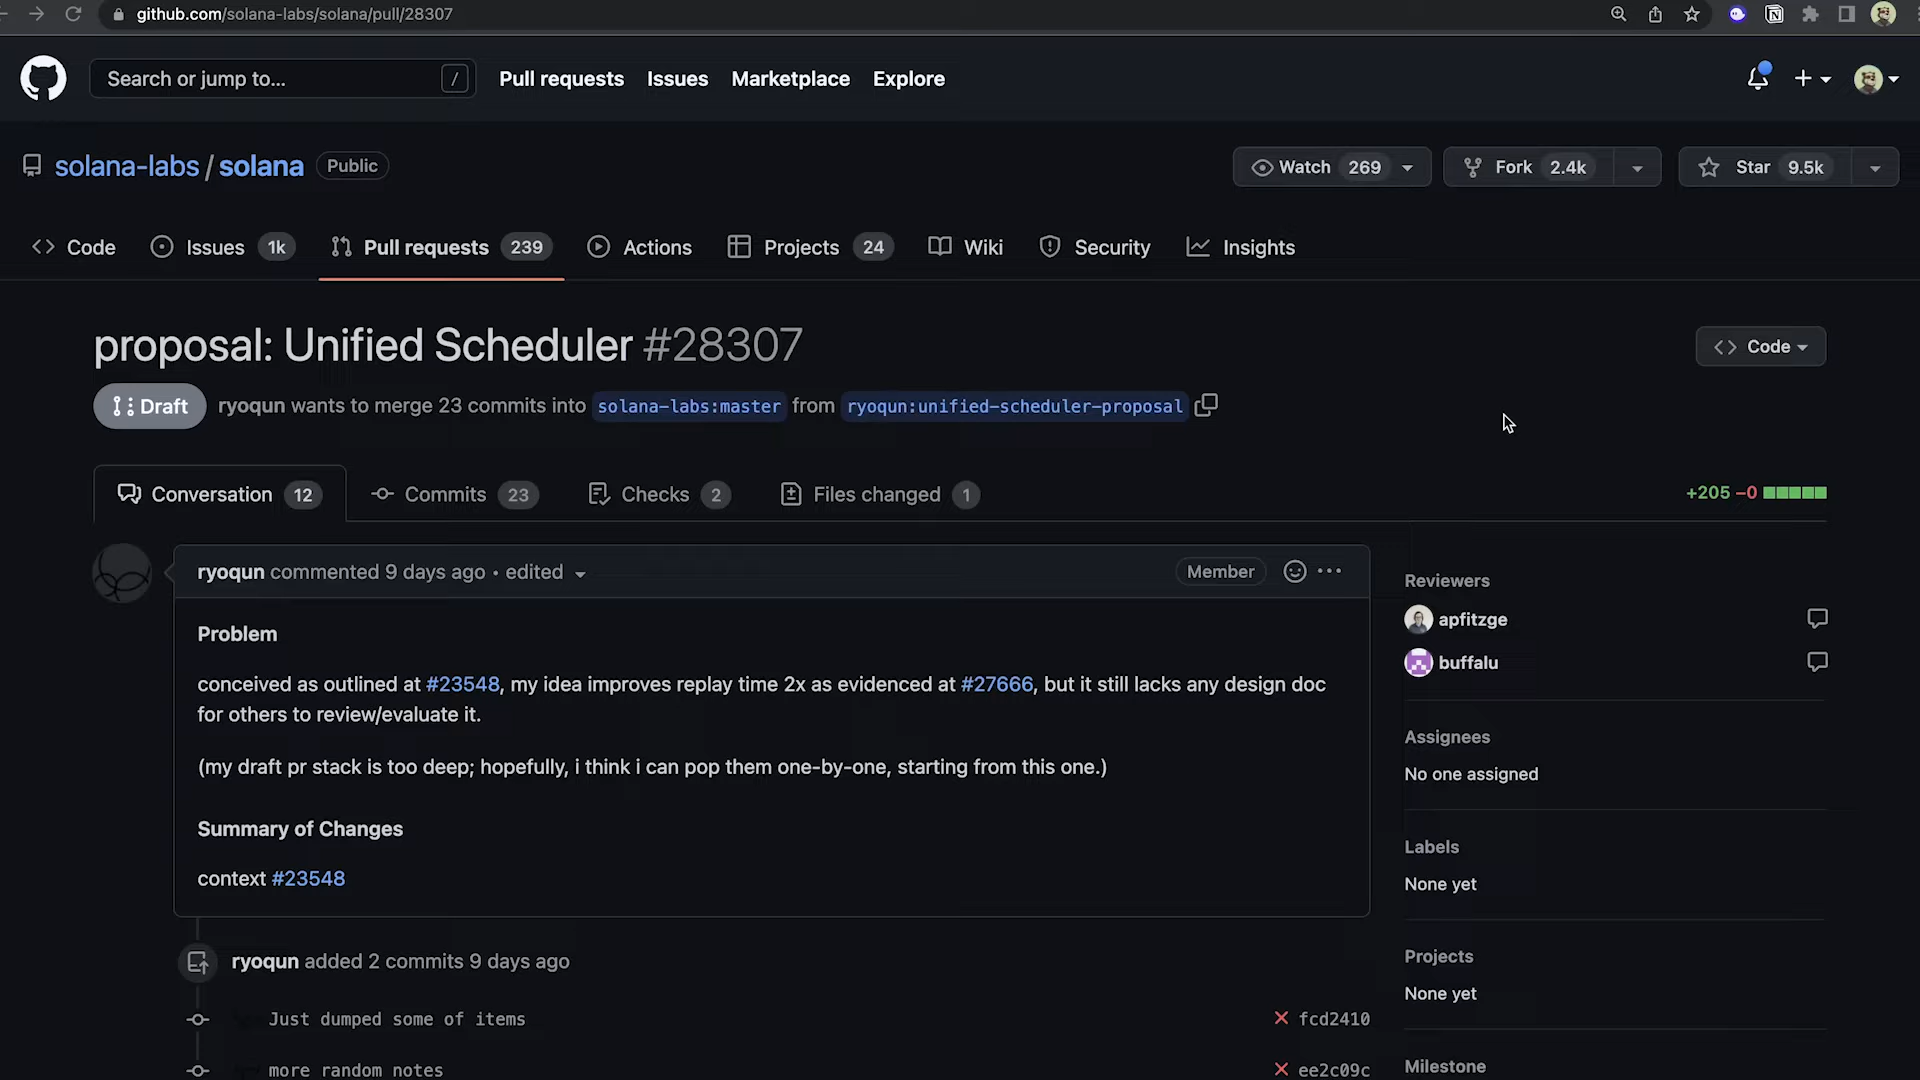 github.com/solana-labs/solana/pull/28307
Search or jump to... /
Pull requests Issues Marketplace Explore
solana-labs / solana Public
Watch 269 Fork 2.4k Star 9.5k
Code Issues 1k Pull requests 239 Actions Projects 24 Wiki Security Insights
proposal: Unified Scheduler #28307
Code
Draft ryoqun wants to merge 23 commits into solana-labs:master from ryoqun:unified-scheduler-proposal
Conversation 12 Commits 23 Checks 2 Files changed 1
+205 −0
ryoqun commented 9 days ago • edited Member
Problem
conceived as outlined at #23548, my idea improves replay time 2x as evidenced at #27666, but it still lacks any design doc
for others to review/evaluate it.
(my draft pr stack is too deep; hopefully, i think i can pop them one-by-one, starting from this one.)
Summary of Changes
context #23548
ryoqun added 2 commits 9 days ago
Just dumped some of items fcd2410
more random notes ee2c09c
Reviewers
apfitzge
buffalu
Assignees
No one assigned
Labels
None yet
Projects
None yet
Milestone